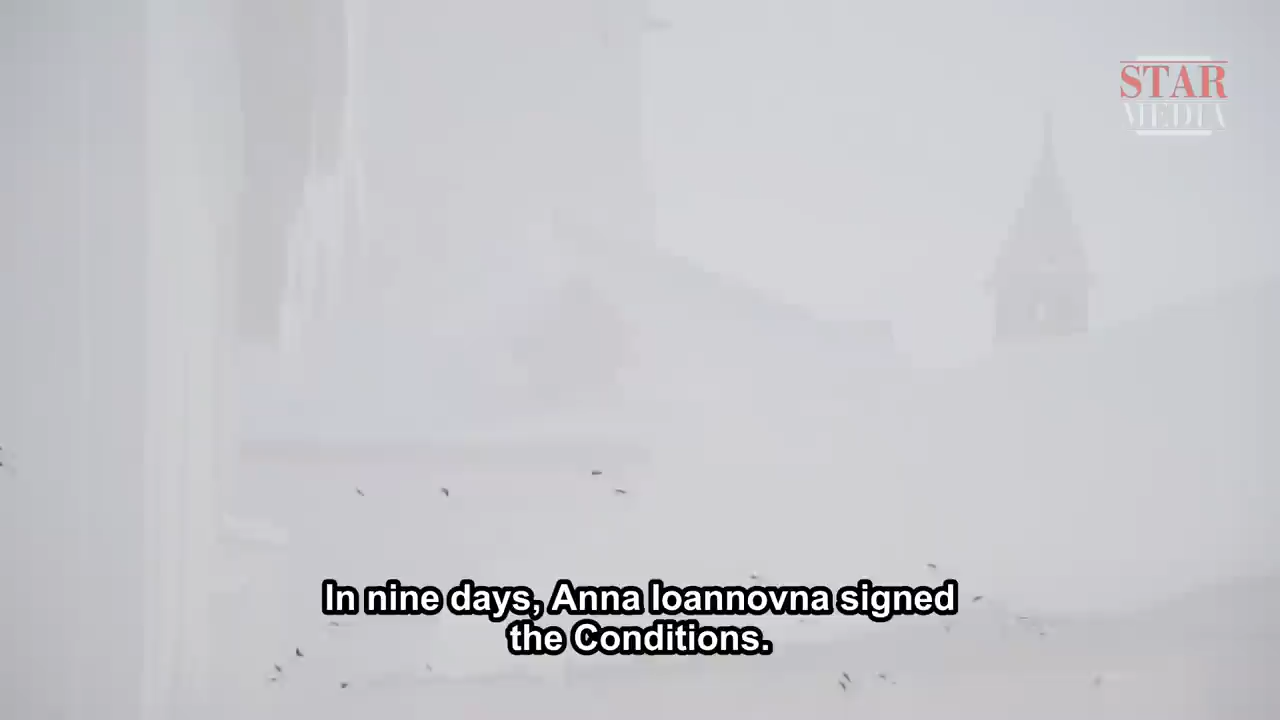 STAR
MEDIA
In nine days, Anna Ioannovna signed
the Conditions.